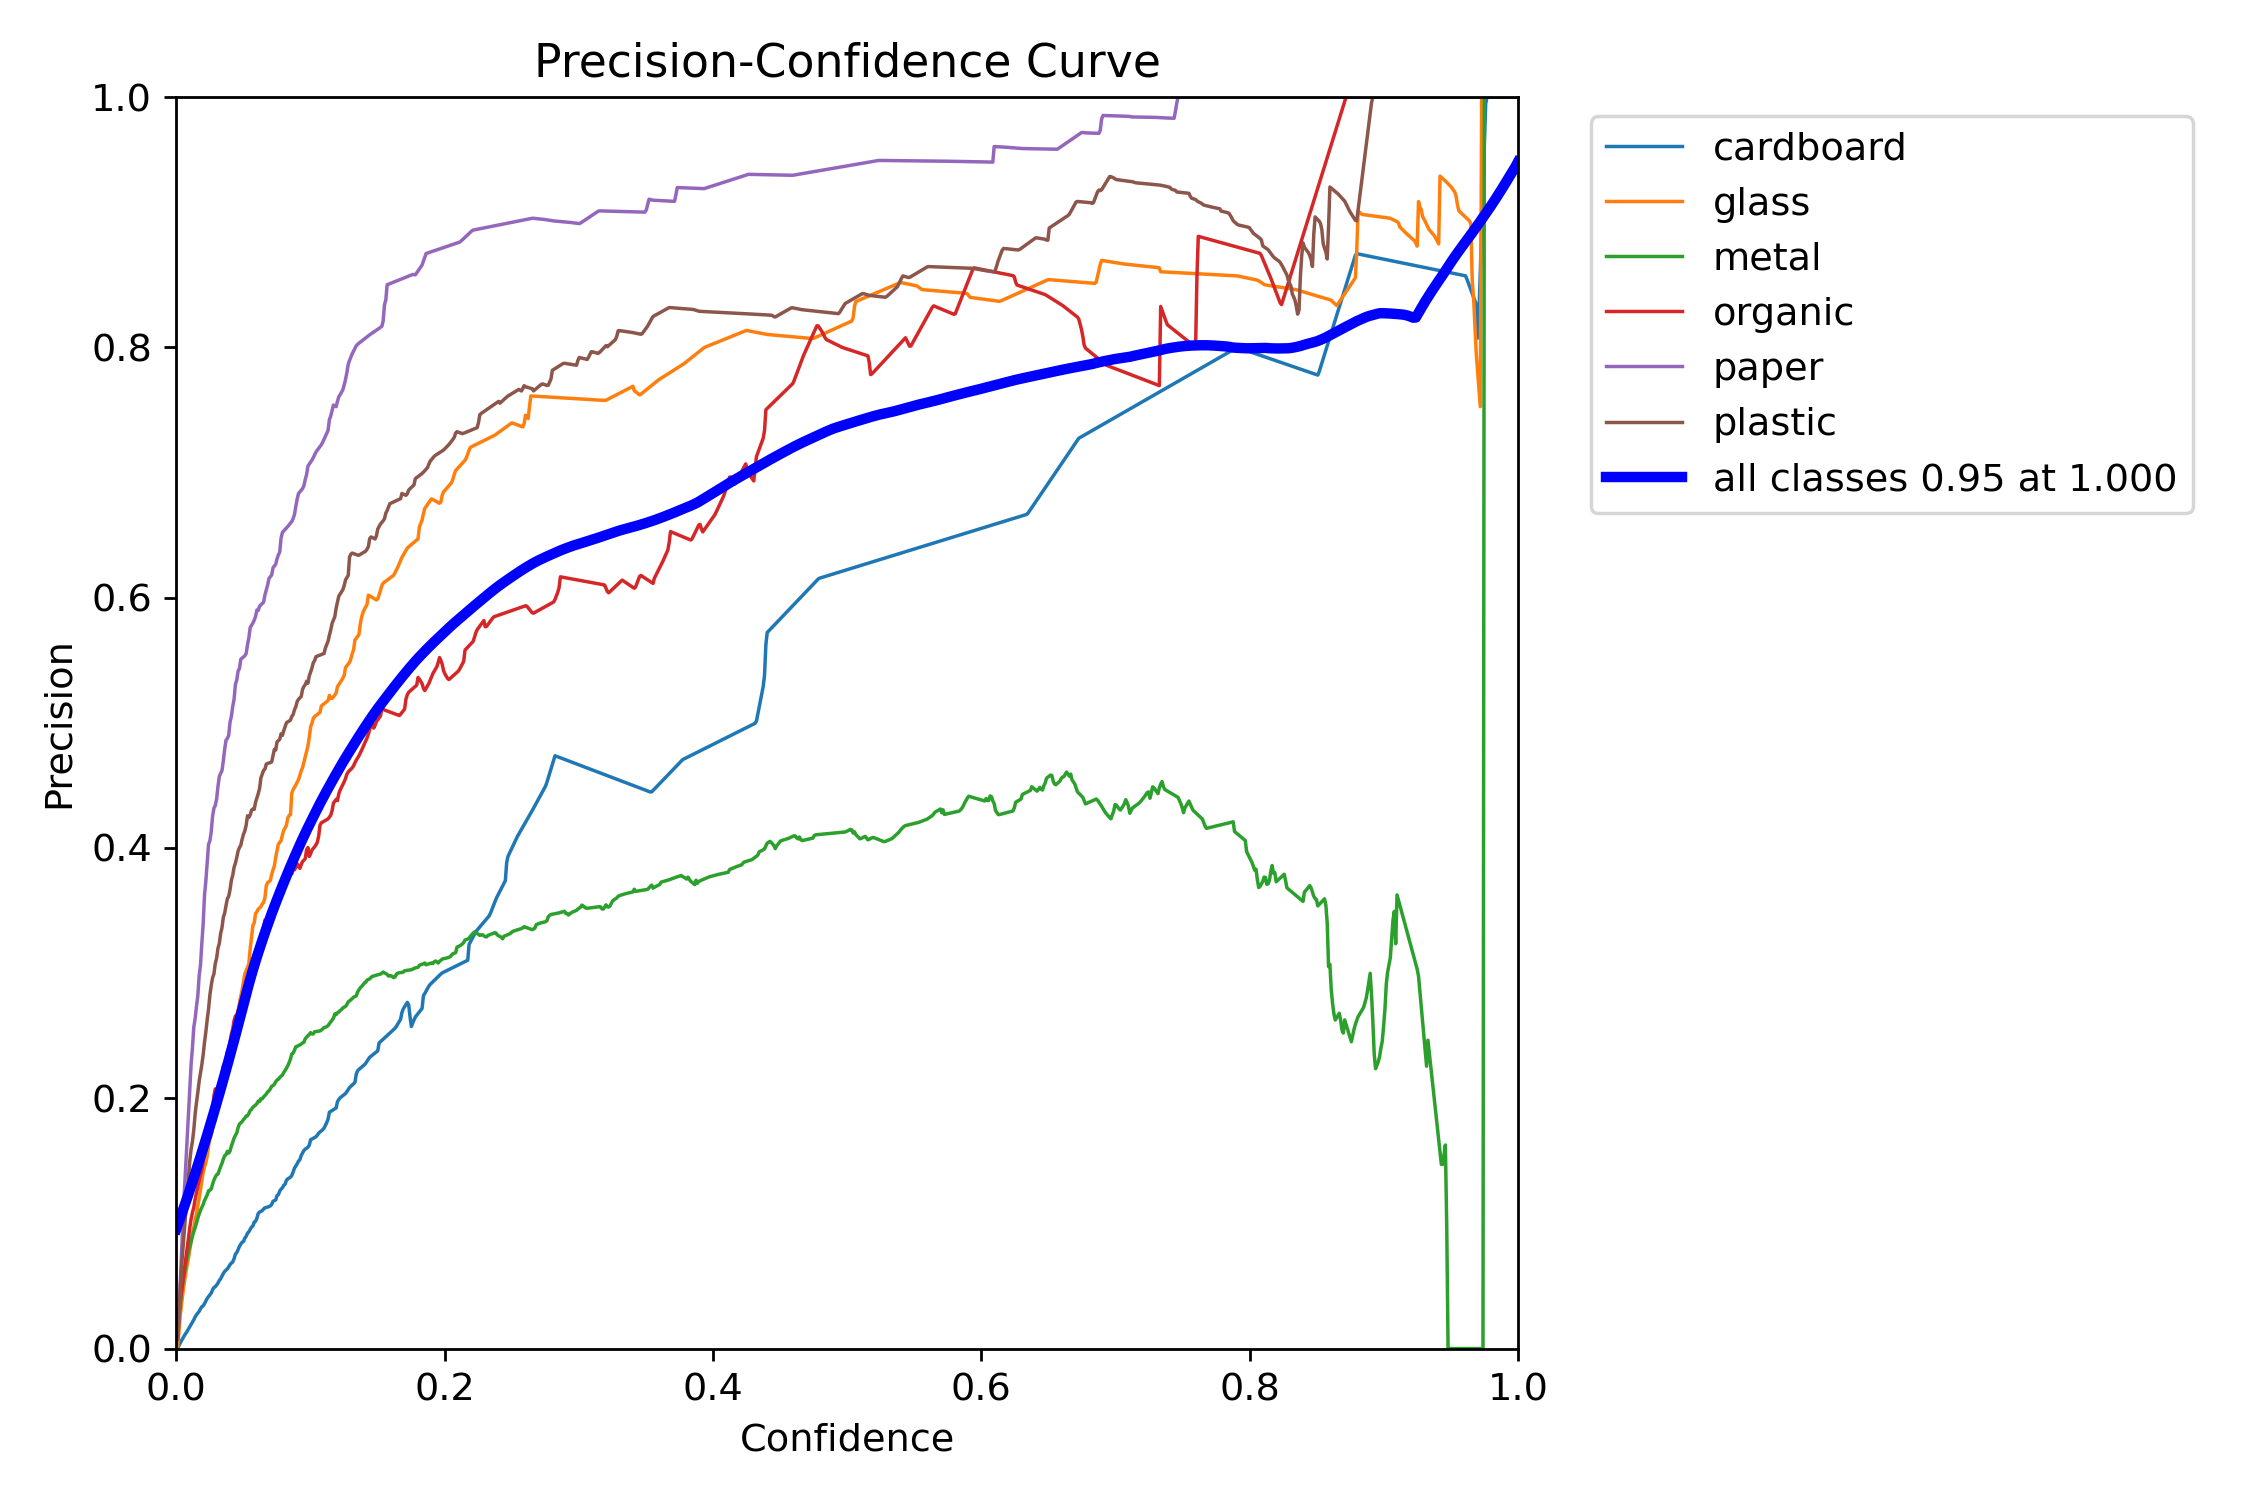 Precision-Confidence Curve
1.0
0.8
0.6
0.4
0.2
0.0
Precision
0.0 0.2 0.4 0.6 0.8 1.0
Confidence
cardboard
glass
metal
organic
paper
plastic
all classes 0.95 at 1.000